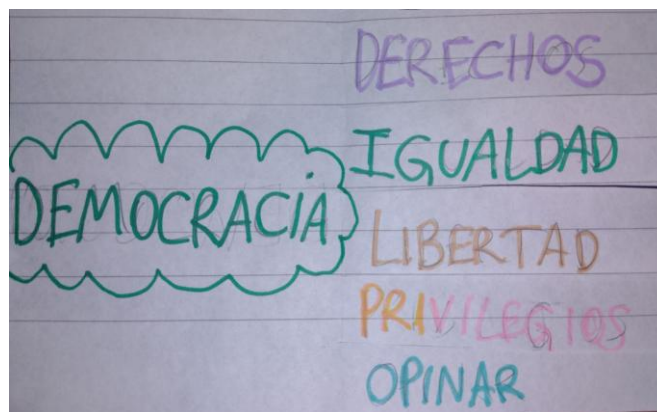 DEMOCRACIA
DERECHOS
IGUALDAD
LIBERTAD
PRIVILEGIOS
OPINAR